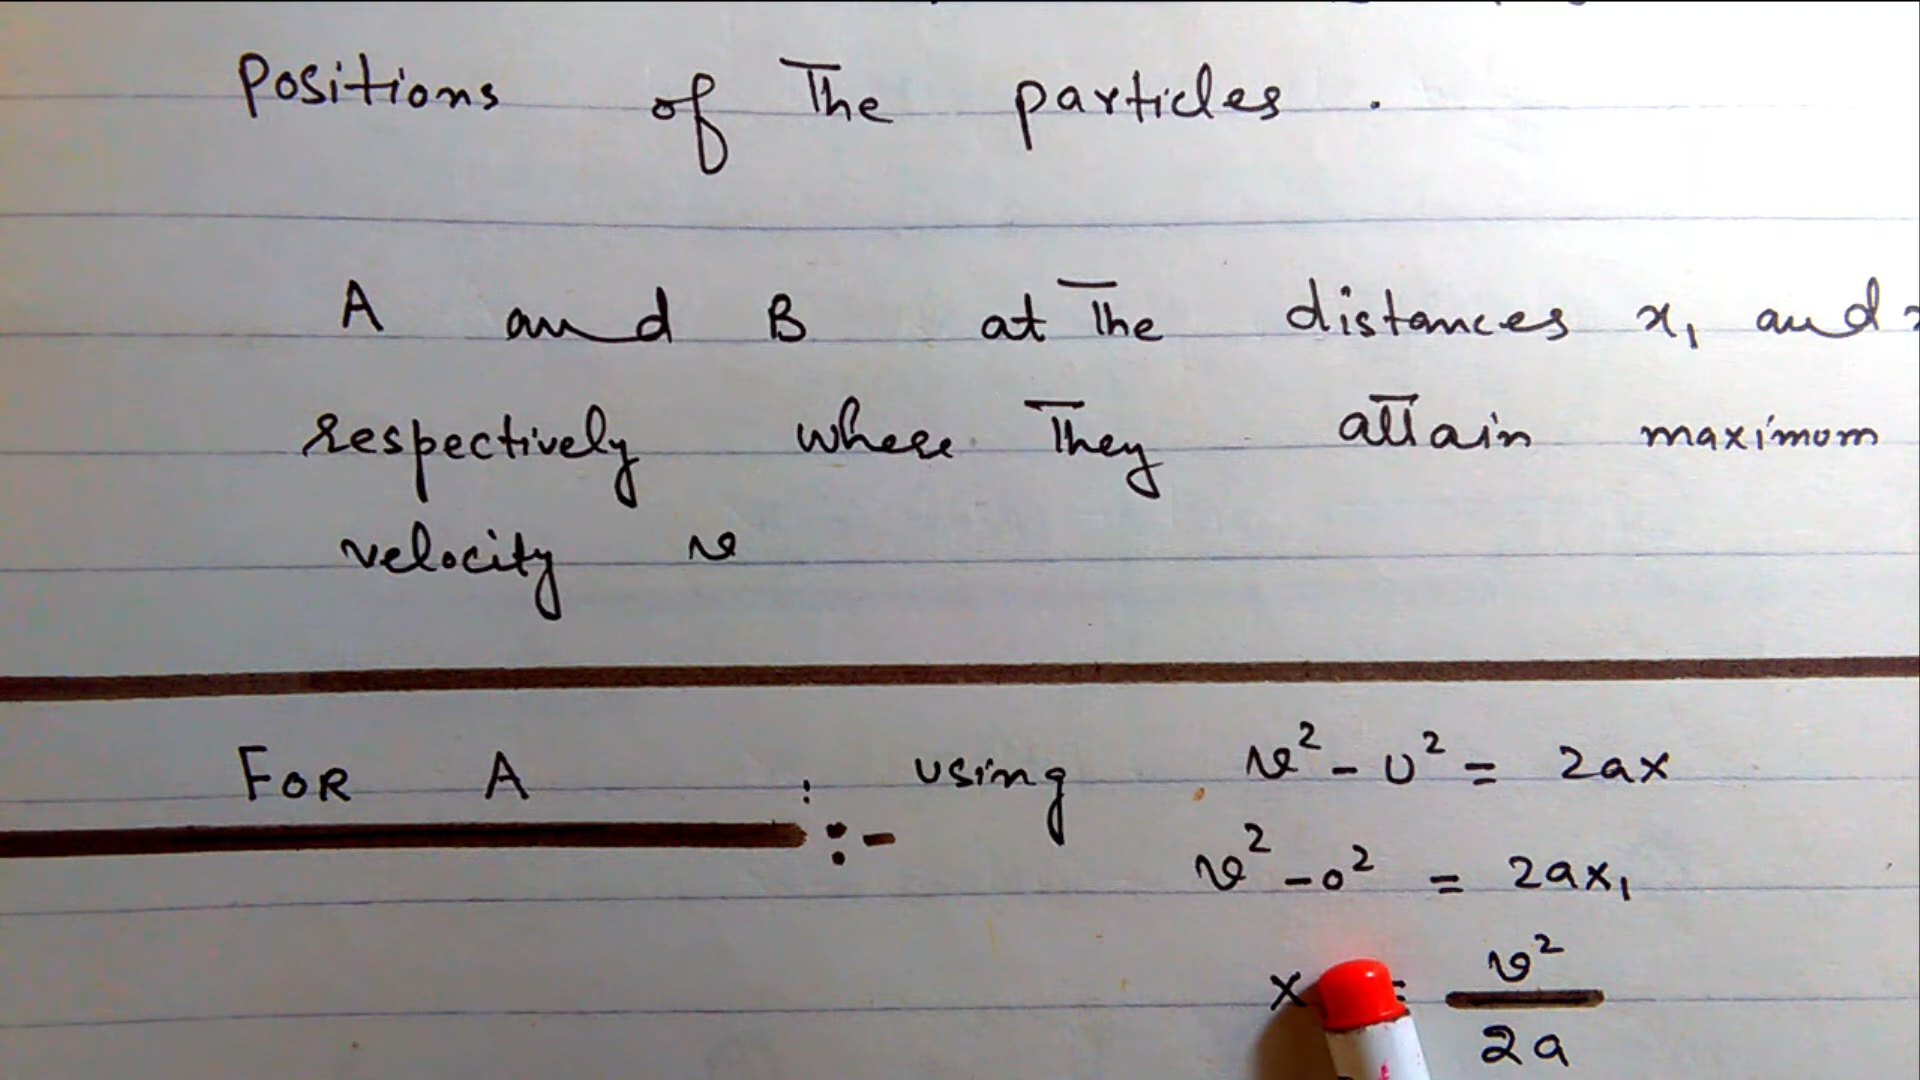 positions of The particles .
A and B at The distances x₁ and
respectively where They attain maximum
velocity v
FOR A : :- using v² - u² = 2ax
v² - 0² = 2ax₁
x = v²/2a